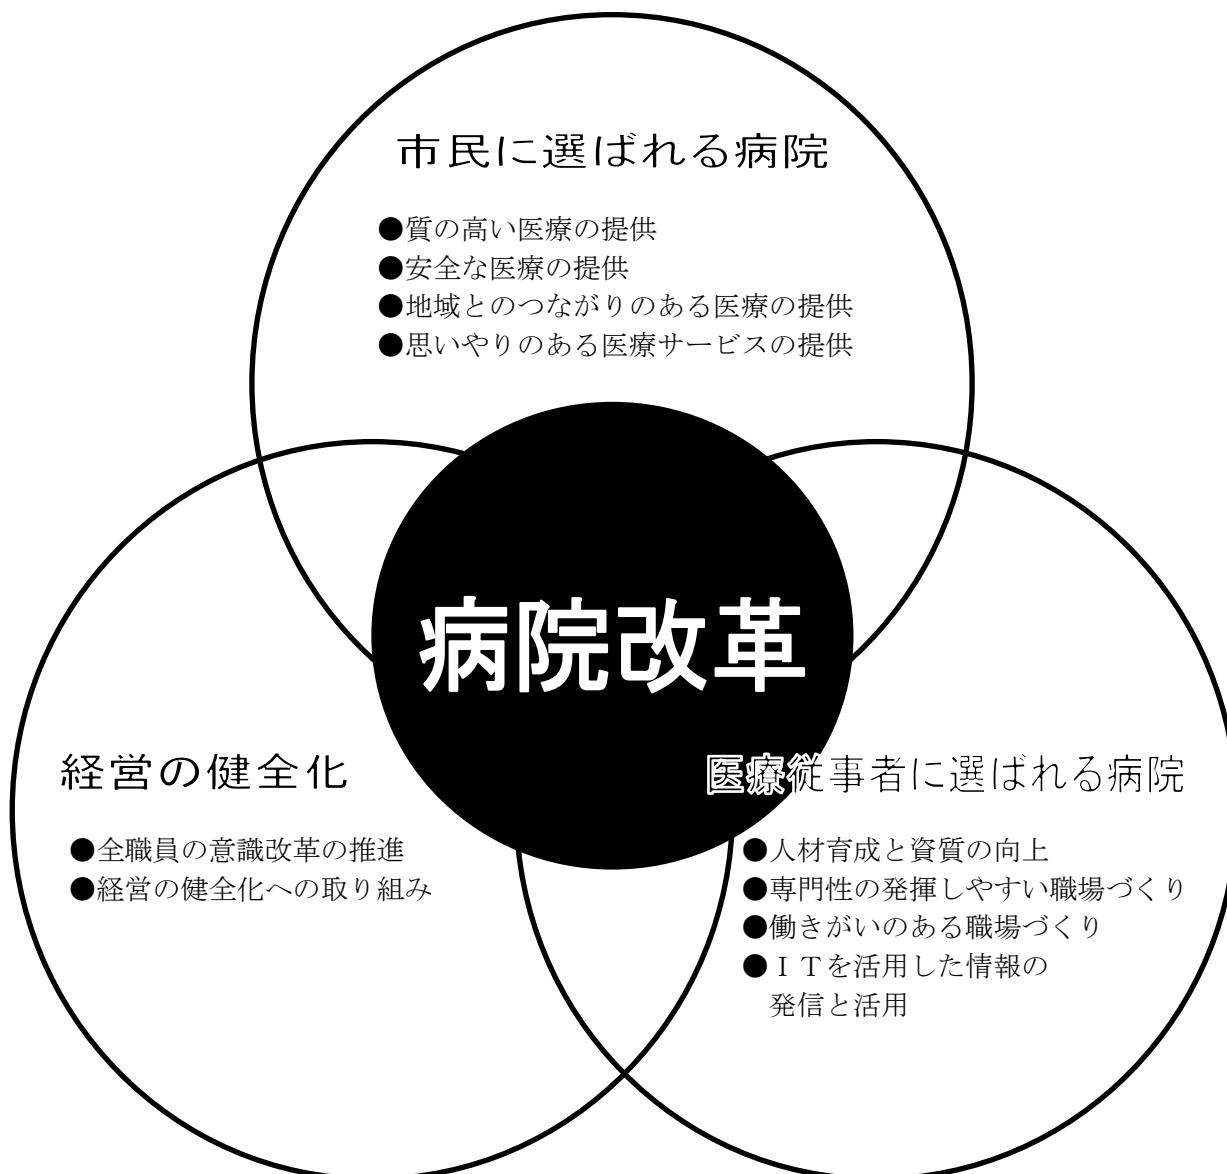 市民に選ばれる病院
●質の高い医療の提供
●安全な医療の提供
●地域とのつながりのある医療の提供
●思いやりのある医療サービスの提供
病院改革
経営の健全化
●全職員の意識改革の推進
●経営の健全化への取り組み
医療従事者に選ばれる病院
●人材育成と資質の向上
●専門性の発揮しやすい職場づくり
●働きがいのある職場づくり
●ＩＴを活用した情報の
発信と活用